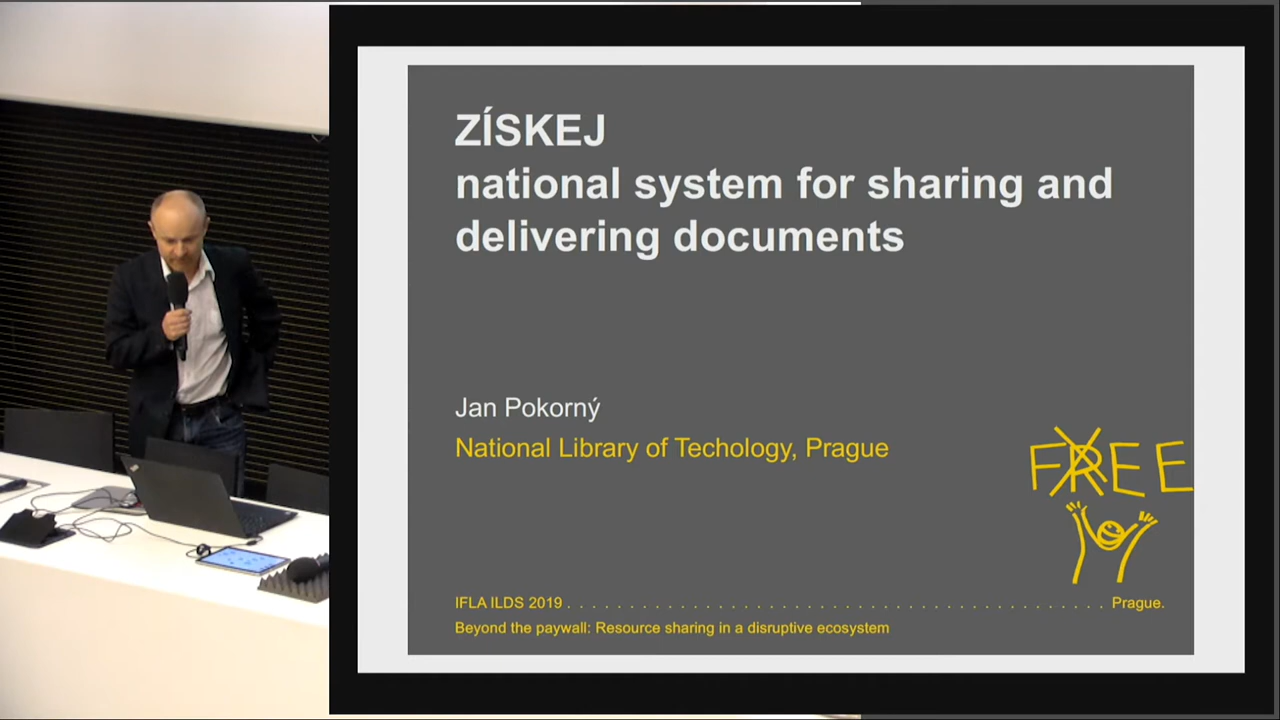 ZÍSKEJ
national system for sharing and
delivering documents
Jan Pokorný
National Library of Techology, Prague
FREE
IFLA ILDS 2019 . . . . . . . . . . . . . . . . . . . . . . . . . . . . . . . . . . . . . . . . . . . . Prague.
Beyond the paywall: Resource sharing in a disruptive ecosystem